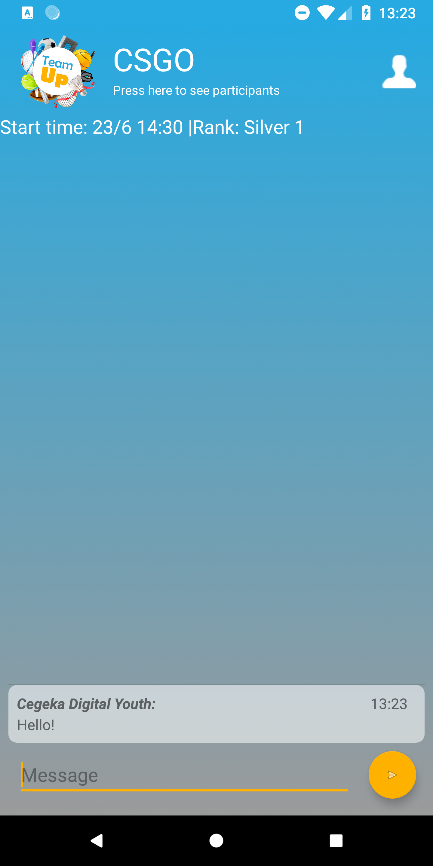 A
13:23
Team
Up
CSGO
Press here to see participants
Start time: 23/6 14:30 |Rank: Silver 1
Cegeka Digital Youth:
13:23
Hello!
Message